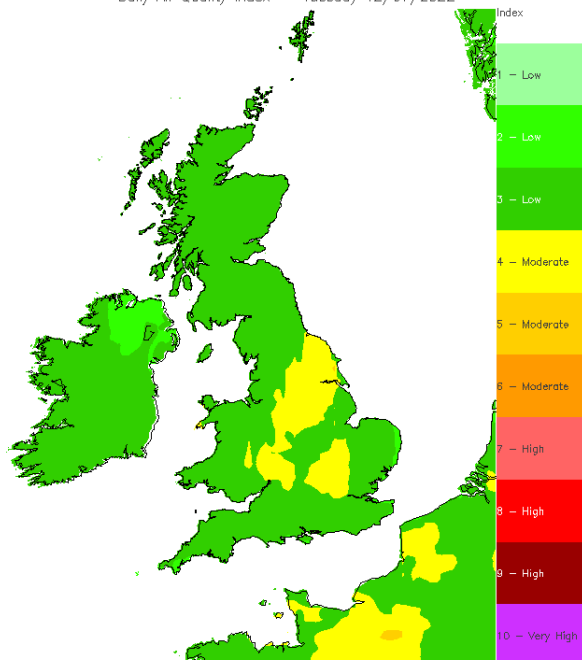 Index
1 - Low
2 - Low
3 - Low
4 - Moderate
5 - Moderate
6 - Moderate
7 - High
8 - High
9 - High
10 - Very High